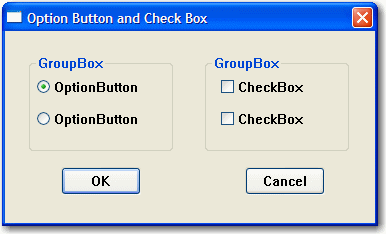 Option Button and Check Box
GroupBox
OptionButton
OptionButton
GroupBox
CheckBox
CheckBox
OK
Cancel